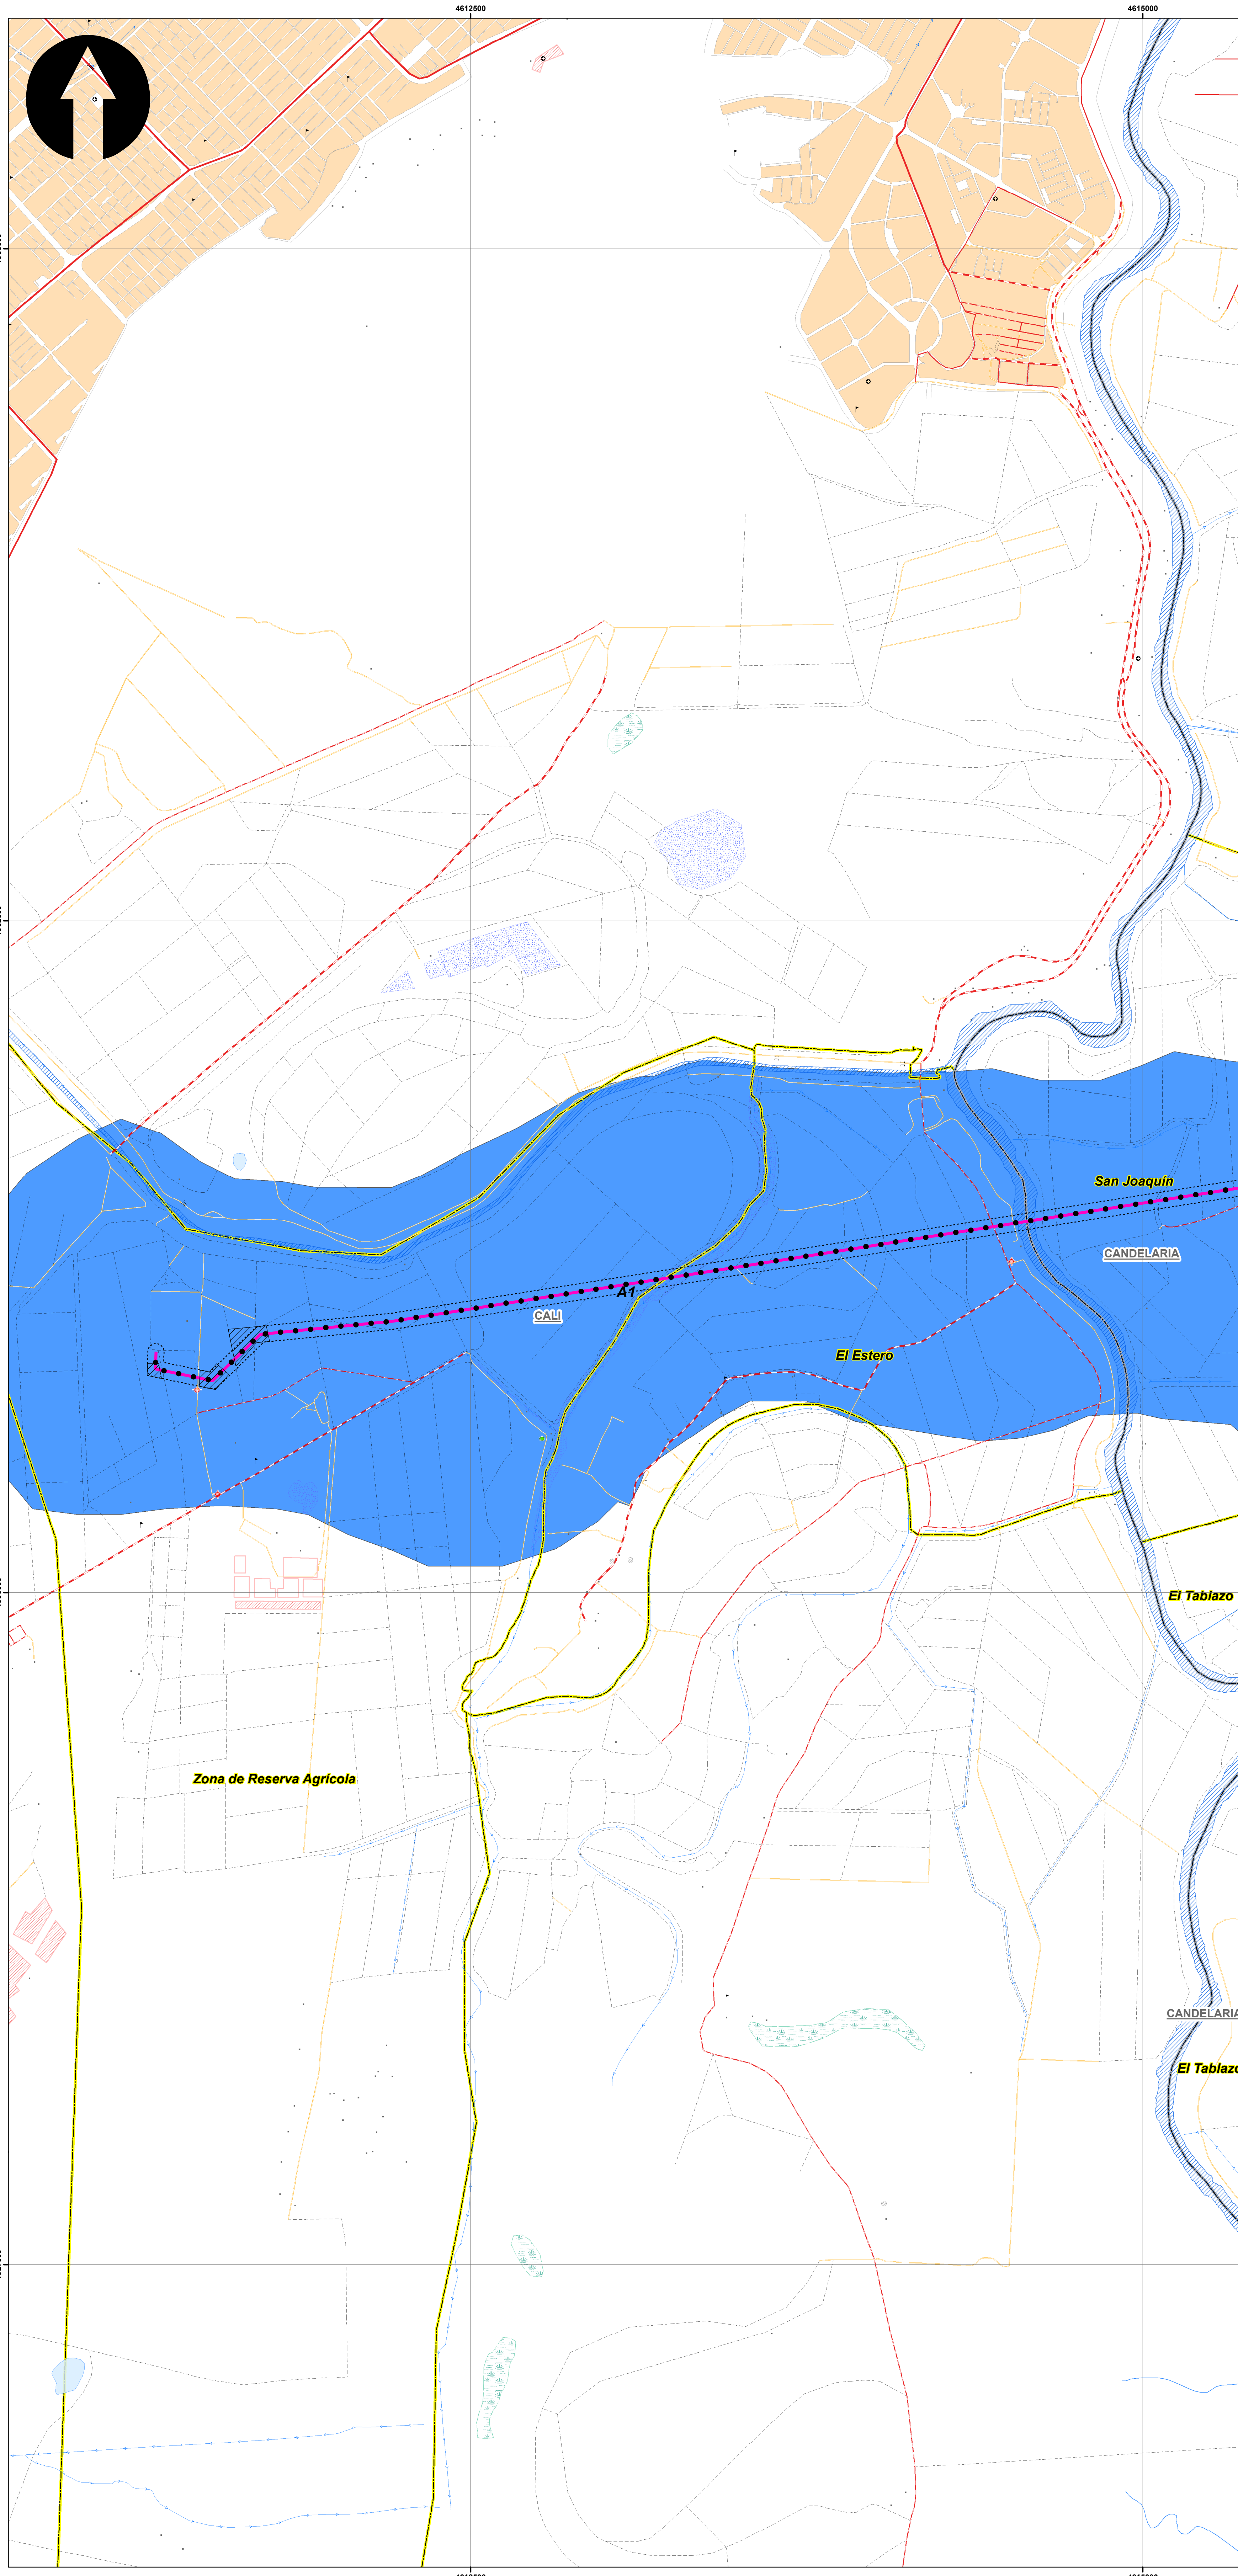 4612500
4615000
San Joaquín
CANDELARIA
A1
CALI
El Estero
El Tablazo
Zona de Reserva Agrícola
CANDELARIA
El Tablazo